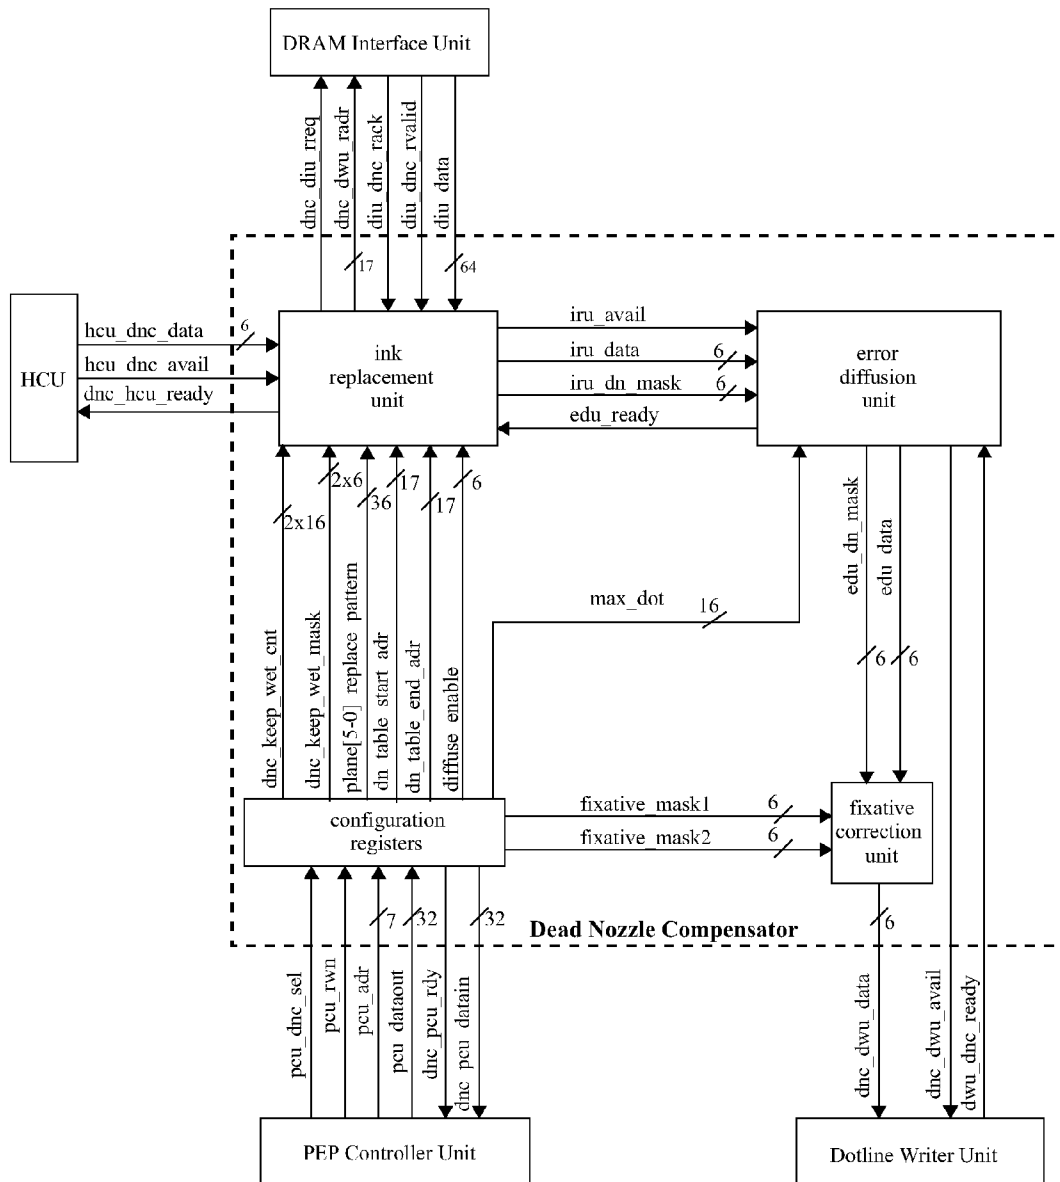 DRAM Interface Unit
dnc_diu_rreq
dnc_dwu_radr
diu_dnc_rack
diu_dnc_rvalid
diu_data
17
64
HCU
hcu_dnc_data
6
hcu_dnc_avail
dnc_hcu_ready
ink
replacement
unit
iru_avail
iru_data
6
iru_dn_mask
6
edu_ready
error
diffusion
unit
2x16
2x6
36
17
17
6
dnc_keep_wet_cnt
dnc_keep_wet_mask
plane[5-0]_replace_pattern
dn_table_start_adr
dn_table_end_adr
diffuse_enable
max_dot
16
edu_dn_mask
edu_data
6
6
configuration
registers
fixative_mask1
6
fixative_mask2
6
fixative
correction
unit
7
32
32
6
Dead Nozzle Compensator
pcu_dnc_sel
pcu_rwn
pcu_adr
pcu_dataout
dnc_pcu_rdy
dnc_pcu_datain
dnc_dwu_data
dnc_dwu_avail
dwu_dnc_ready
PEP Controller Unit
Dotline Writer Unit